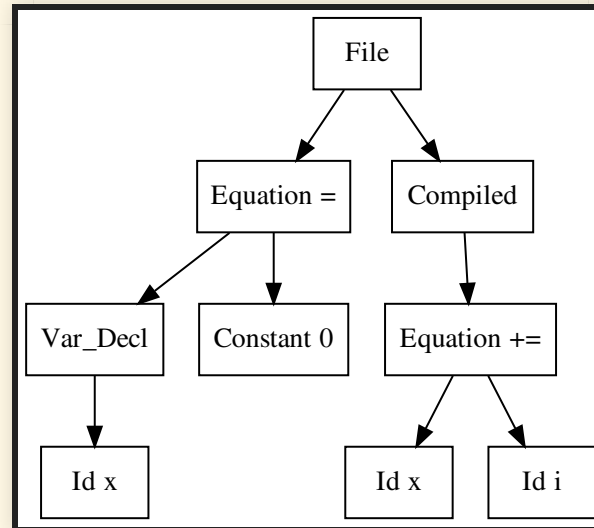 File
Equation =
Compiled
Var_Decl
Constant 0
Equation +=
Id x
Id x
Id i